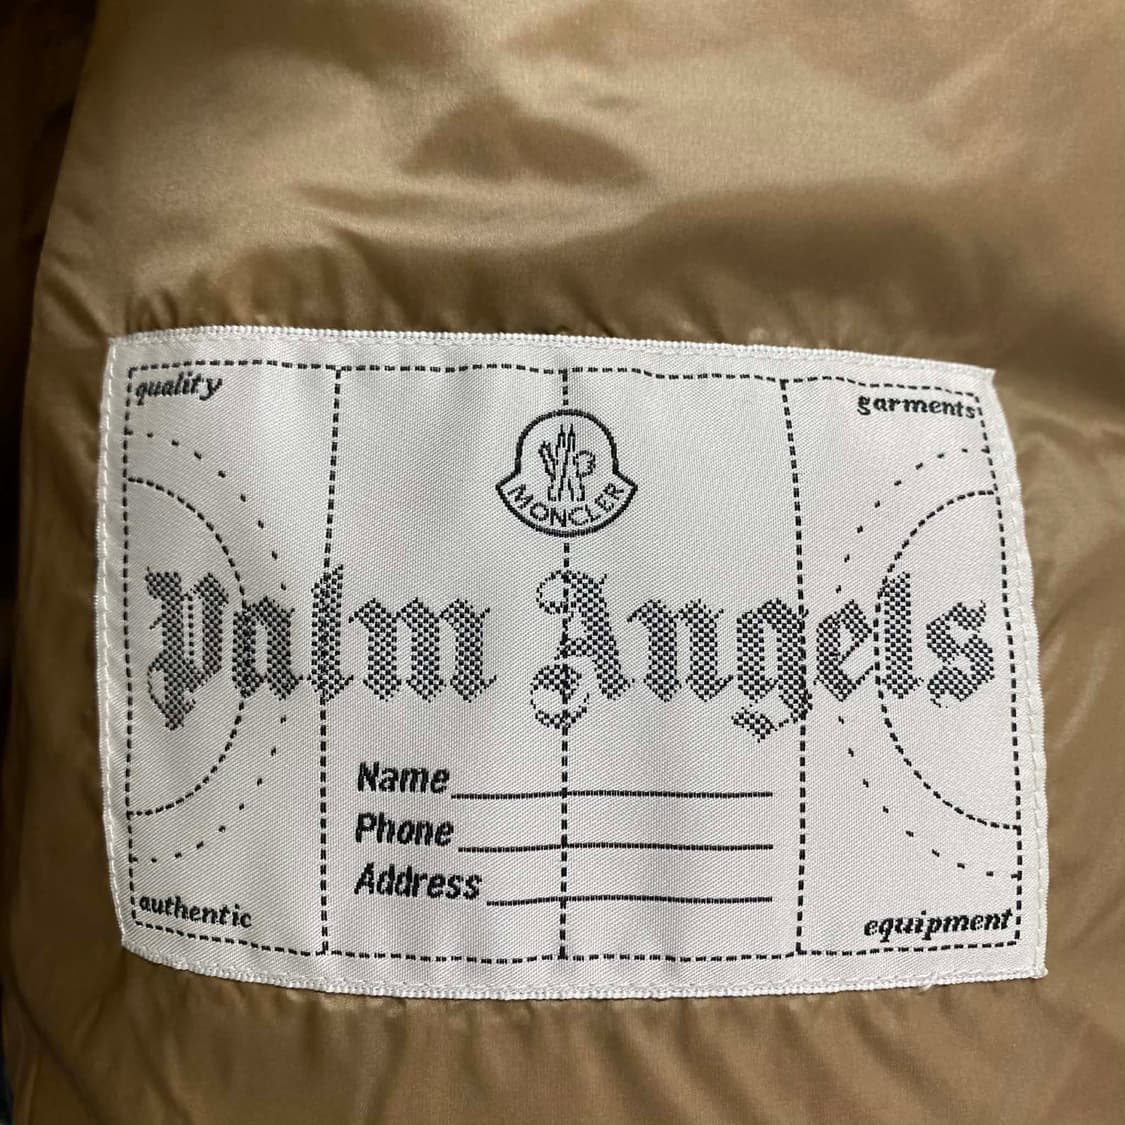 quality
garments
MONCLER
Palm Angels
Name
Phone
Address
authentic
equipment